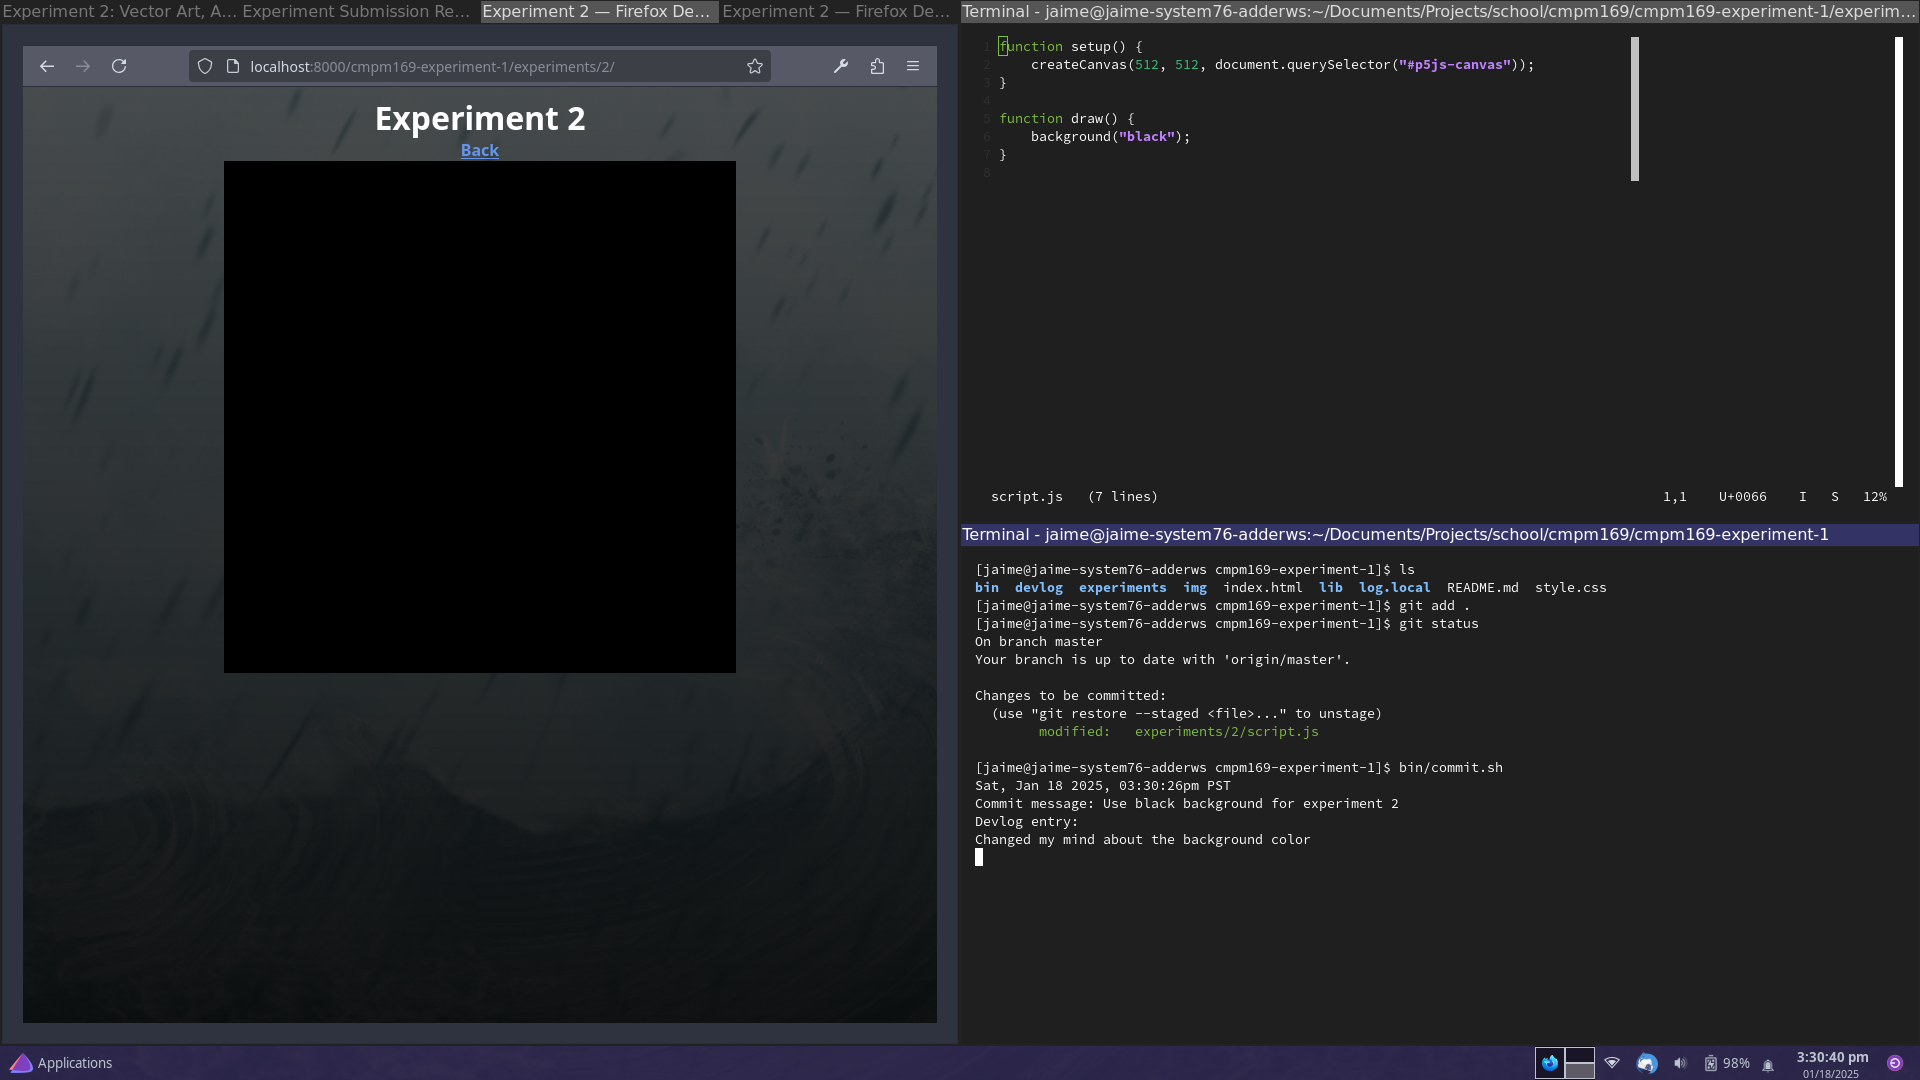 Experiment 2: Vector Art, A...
Experiment Submission Re...
Experiment 2 — Firefox De...
Experiment 2 — Firefox De...
localhost:8000/cmpm169-experiment-1/experiments/2/
Experiment 2
Back
Terminal - jaime@jaime-system76-adderws:~/Documents/Projects/school/cmpm169/cmpm169-experiment-1/experim...
1 function setup() {
2     createCanvas(512, 512, document.querySelector("#p5js-canvas"));
3 }
4
5 function draw() {
6     background("black");
7 }
8
script.js   (7 lines)   1,1   U+0066   I   S   12%
Terminal - jaime@jaime-system76-adderws:~/Documents/Projects/school/cmpm169/cmpm169-experiment-1
[jaime@jaime-system76-adderws cmpm169-experiment-1]$ ls
bin  devlog  experiments  img  index.html  lib  log.local  README.md  style.css
[jaime@jaime-system76-adderws cmpm169-experiment-1]$ git add .
[jaime@jaime-system76-adderws cmpm169-experiment-1]$ git status
On branch master
Your branch is up to date with 'origin/master'.
Changes to be committed:
  (use "git restore --staged <file>..." to unstage)
        modified:   experiments/2/script.js
[jaime@jaime-system76-adderws cmpm169-experiment-1]$ bin/commit.sh
Sat, Jan 18 2025, 03:30:26pm PST
Commit message: Use black background for experiment 2
Devlog entry:
Changed my mind about the background color
Applications
98%
3:30:40 pm
01/18/2025